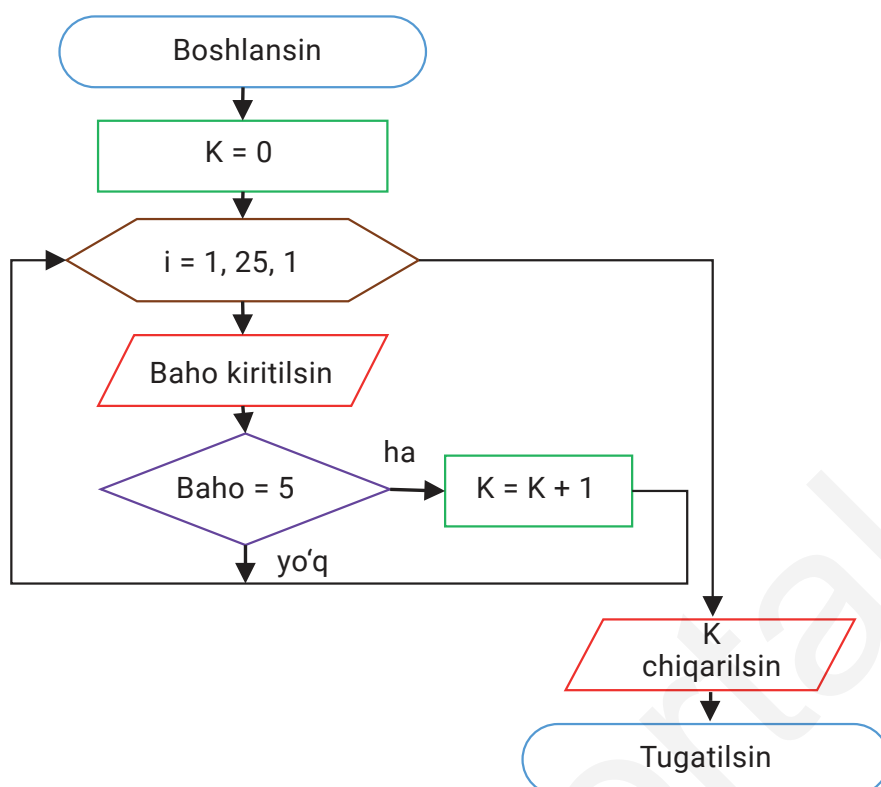 Boshlansin
K = 0
i = 1, 25, 1
Baho kiritilsin
Baho = 5
ha
K = K + 1
yo‘q
K
chiqarilsin
Tugatilsin